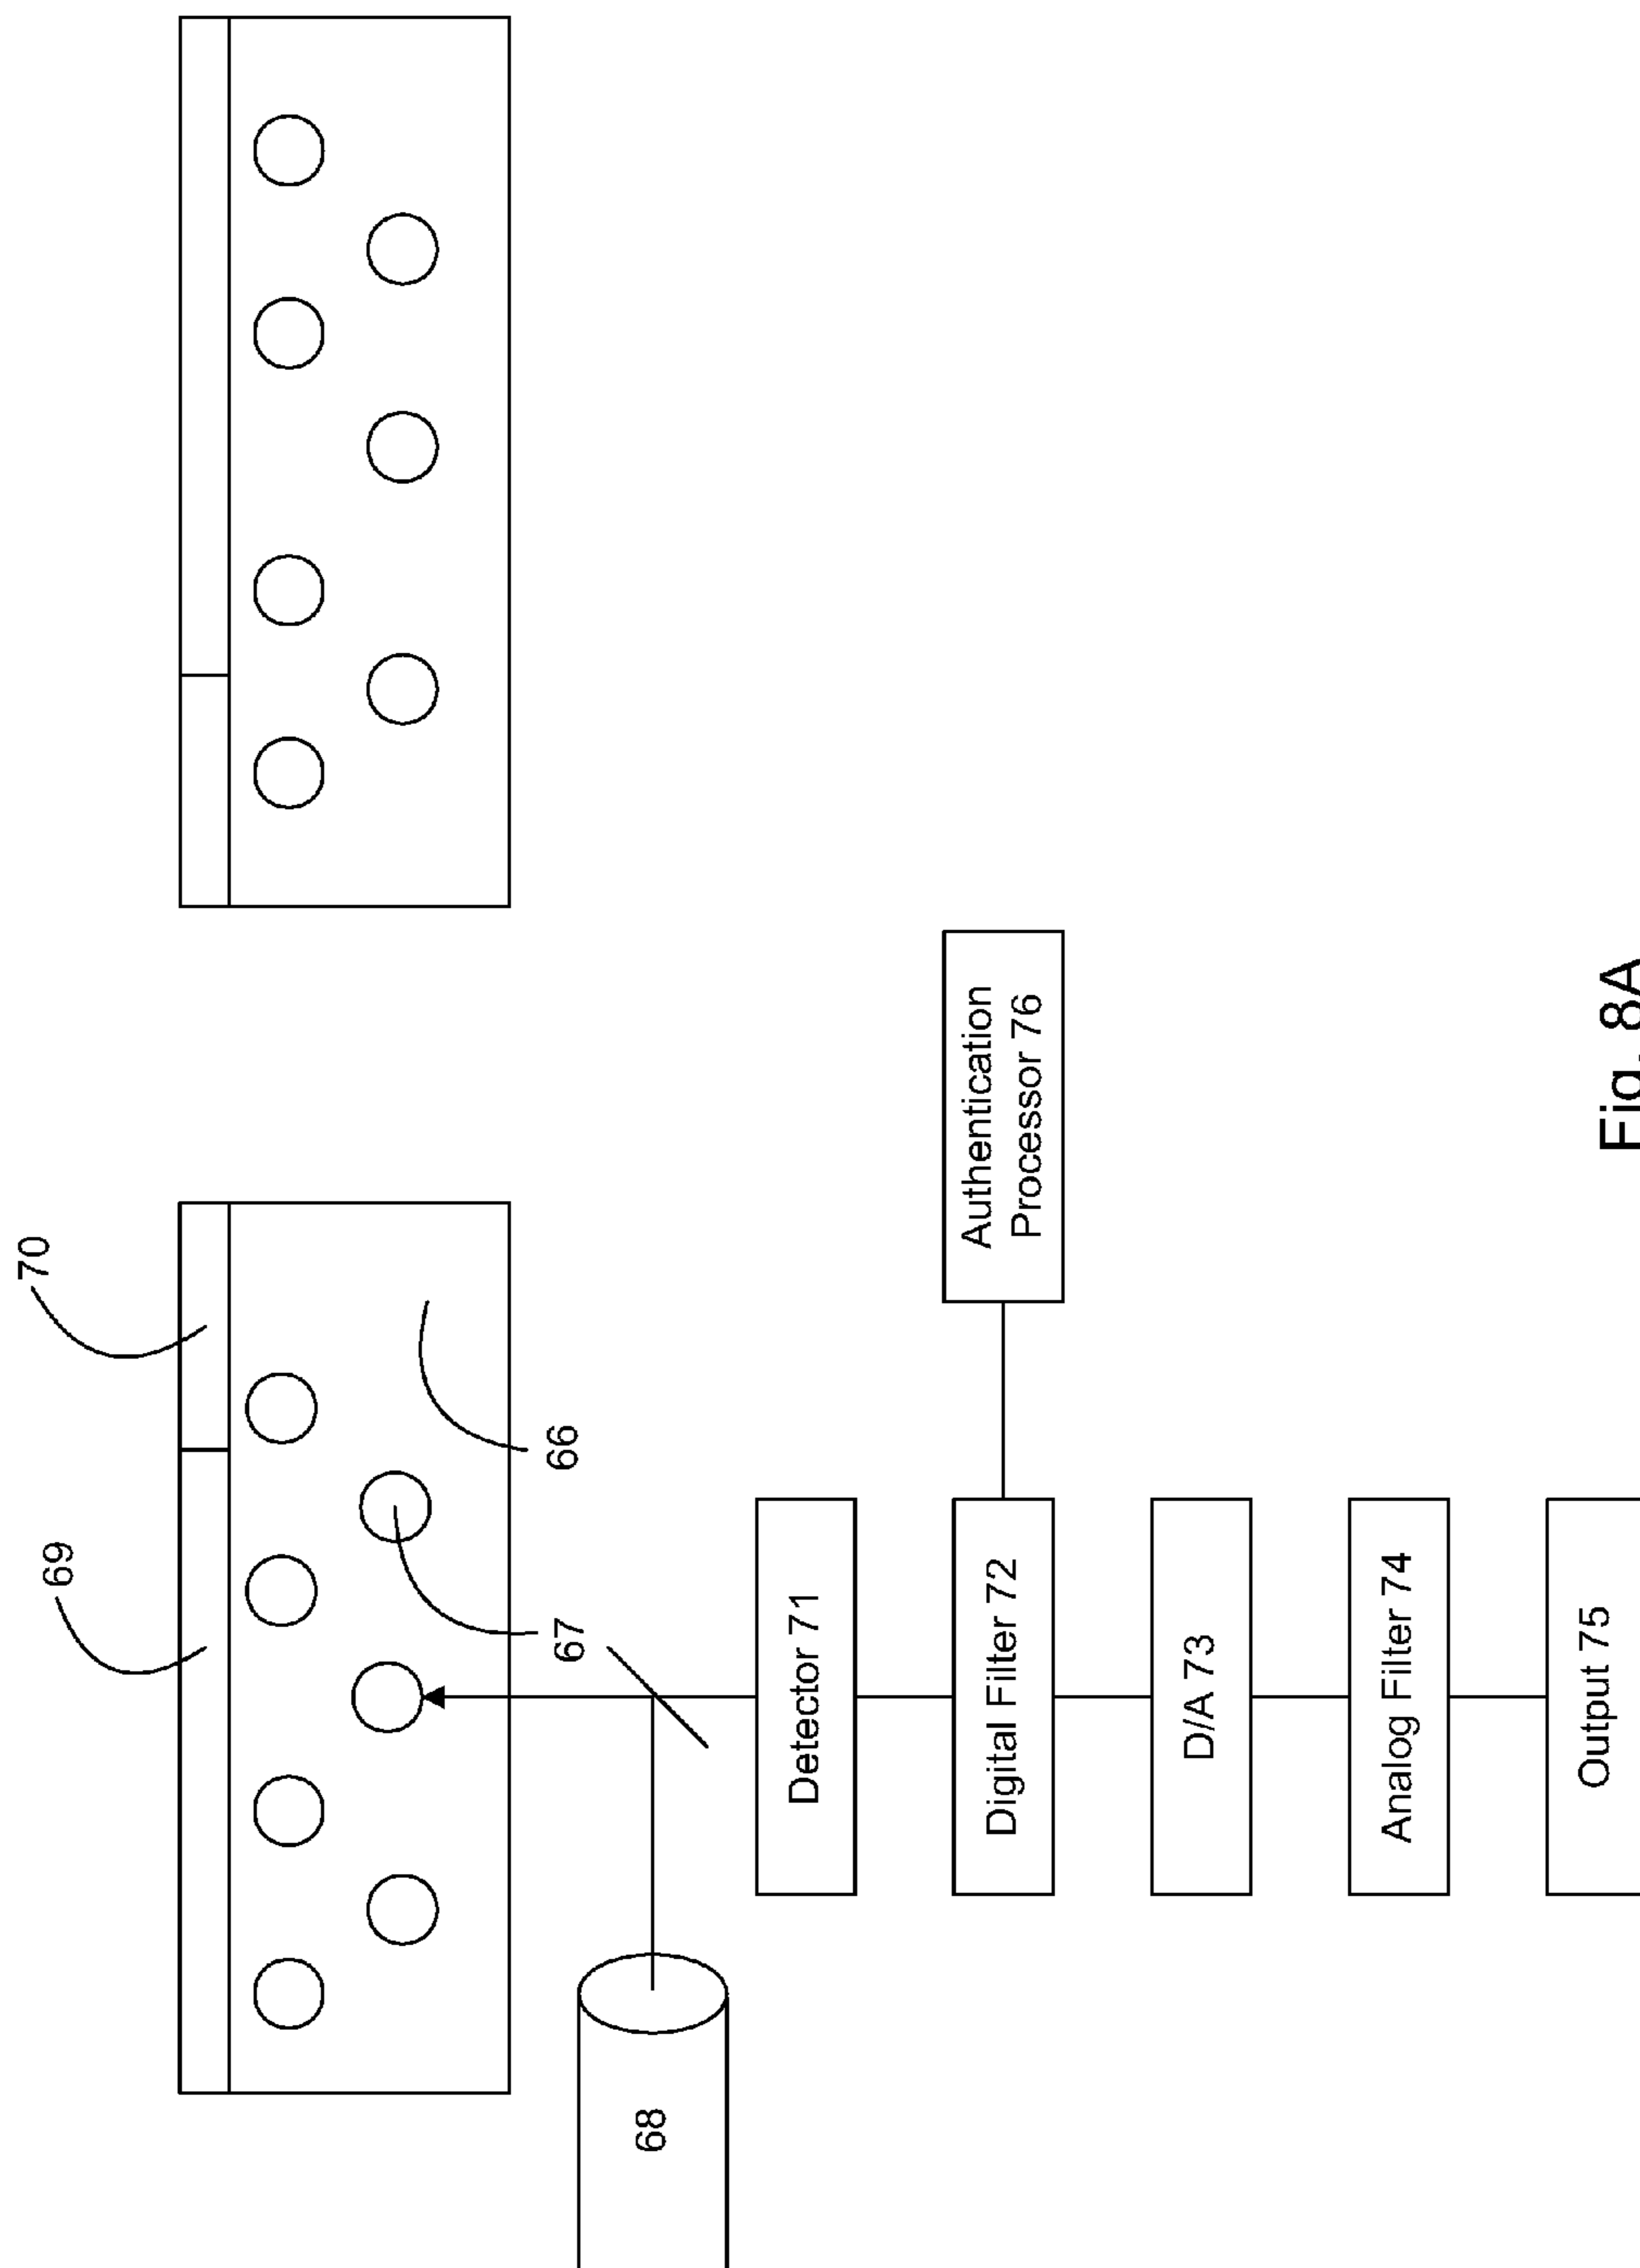 70
69
66
67
68
Detector 71
Digital Filter 72
Authentication
Processor 76
D/A 73
Analog Filter 74
Output 75
Fig. 8A